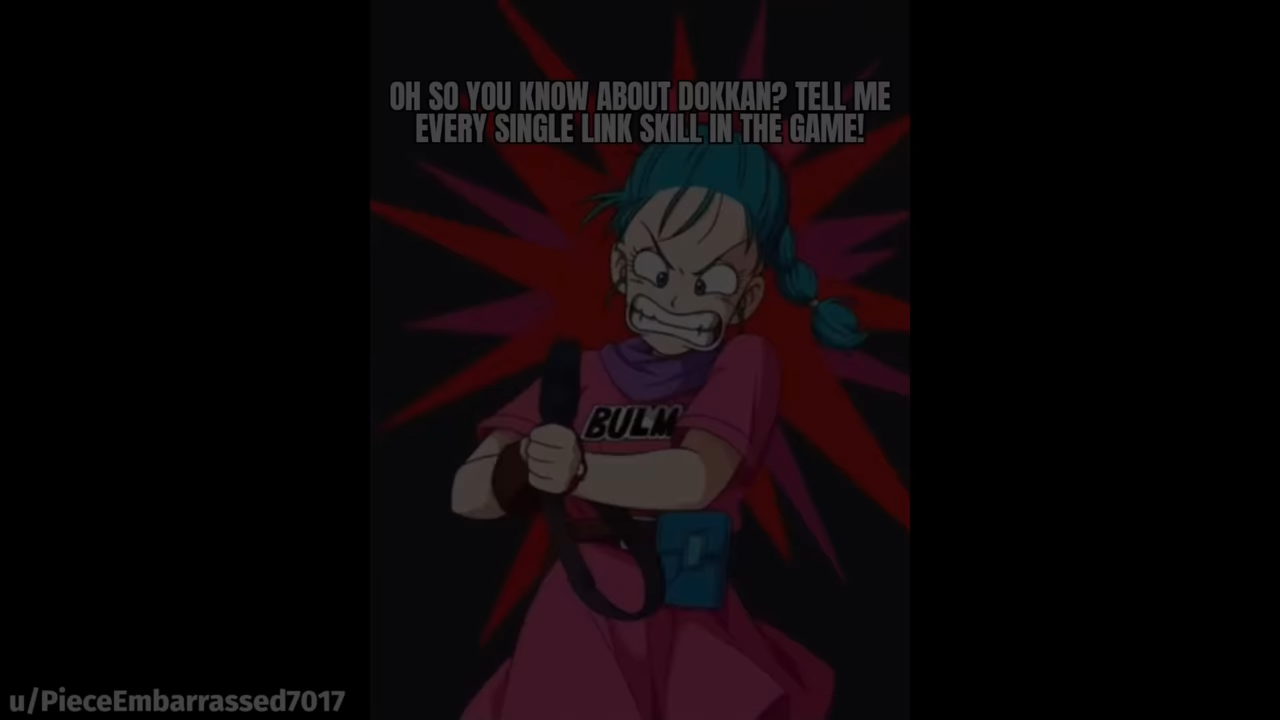 OH SO YOU KNOW ABOUT DOKKAN? TELL ME
EVERY SINGLE LINK SKILL IN THE GAME!
BULM
u/PieceEmbarrassed7017